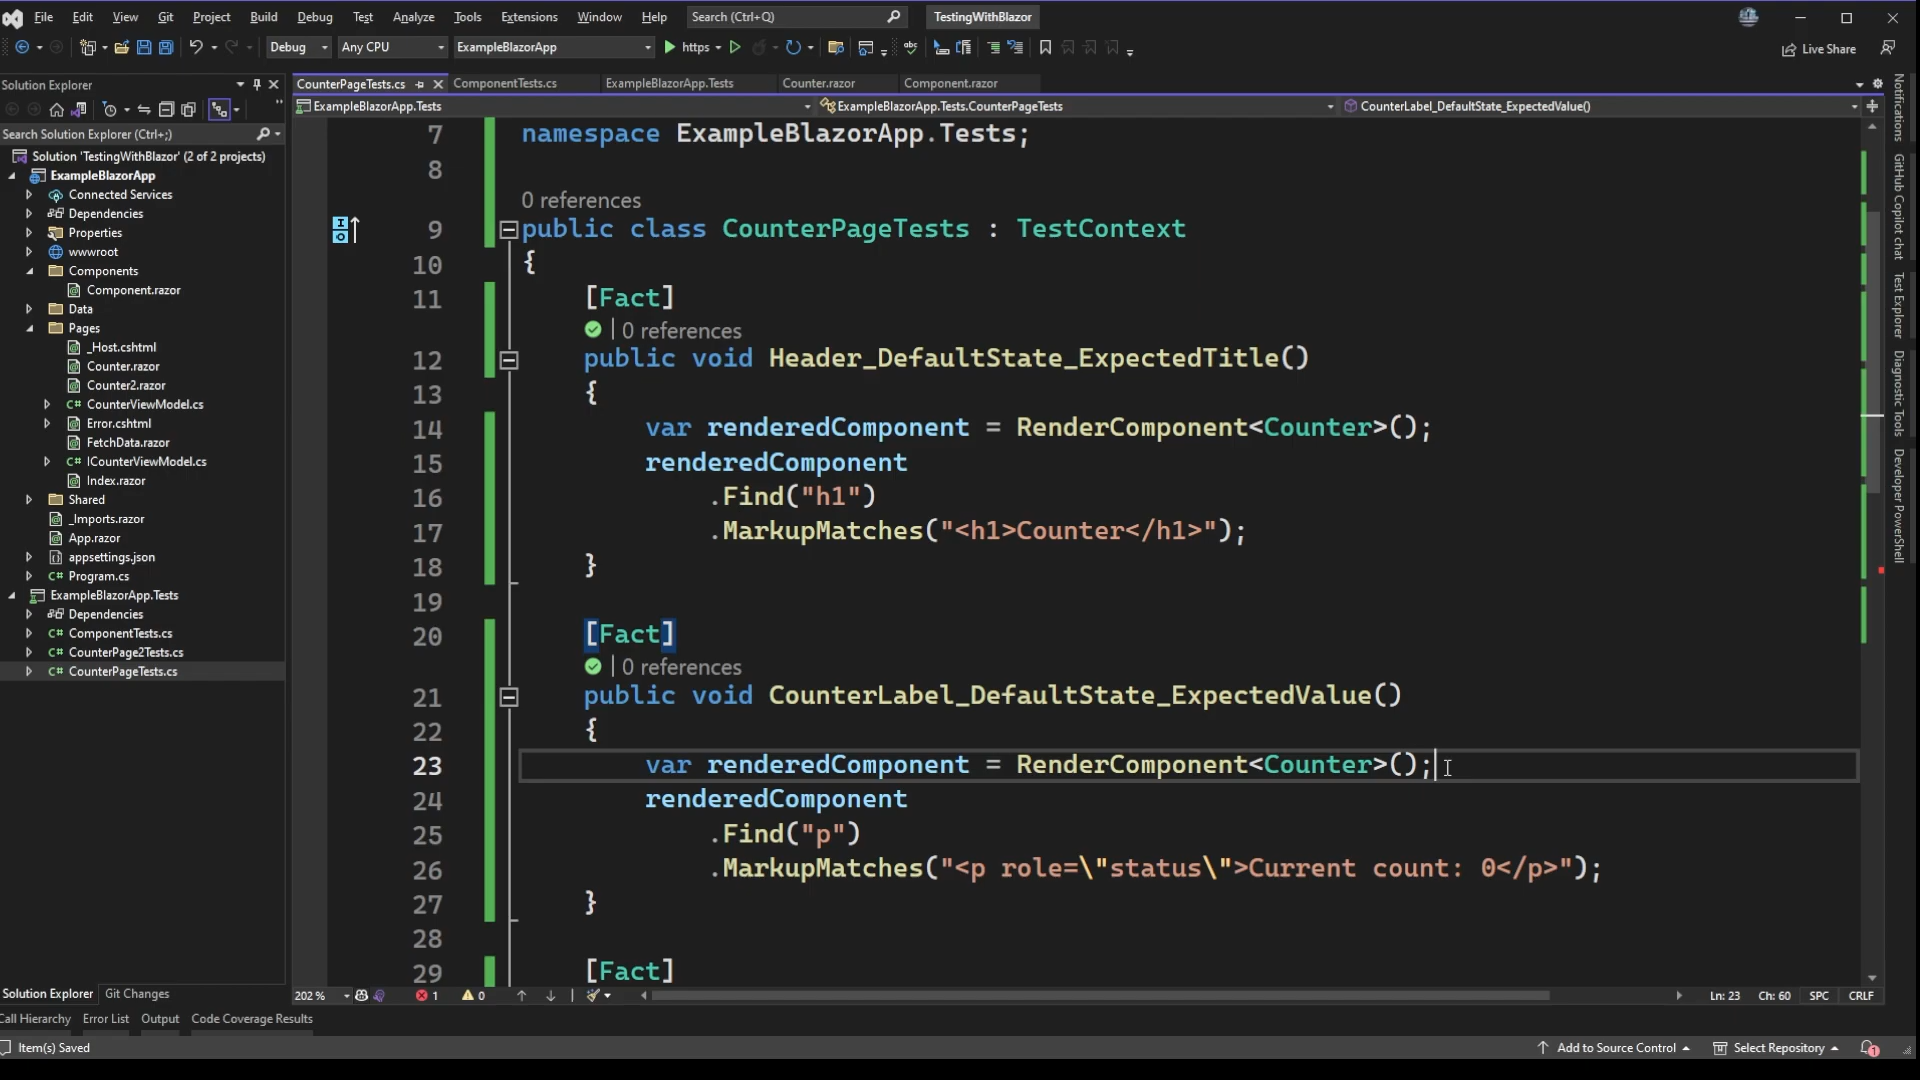 File Edit View Git Project Build Debug Test Analyze Tools Extensions Window Help Search (Ctrl+Q) TestingWithBlazor
Debug Any CPU ExampleBlazorApp https Live Share
Solution Explorer
Search Solution Explorer (Ctrl+;)
Solution 'TestingWithBlazor' (2 of 2 projects)
ExampleBlazorApp
Connected Services
Dependencies
Properties
wwwroot
Components
Component.razor
Data
Pages
_Host.cshtml
Counter.razor
Counter2.razor
CounterViewModel.cs
Error.cshtml
FetchData.razor
ICounterViewModel.cs
Index.razor
Shared
_Imports.razor
App.razor
appsettings.json
Program.cs
ExampleBlazorApp.Tests
Dependencies
ComponentTests.cs
CounterPage2Tests.cs
CounterPageTests.cs
Solution Explorer Git Changes
CounterPageTests.cs ComponentTests.cs ExampleBlazorApp.Tests Counter.razor Component.razor
ExampleBlazorApp.Tests ExampleBlazorApp.Tests.CounterPageTests CounterLabel_DefaultState_ExpectedValue()
7 namespace ExampleBlazorApp.Tests;
8
0 references
9 public class CounterPageTests : TestContext
10 {
11 [Fact]
0 references
12 public void Header_DefaultState_ExpectedTitle()
13 {
14 var renderedComponent = RenderComponent<Counter>();
15 renderedComponent
16 .Find("h1")
17 .MarkupMatches("<h1>Counter</h1>");
18 }
19
20 [Fact]
0 references
21 public void CounterLabel_DefaultState_ExpectedValue()
22 {
23 var renderedComponent = RenderComponent<Counter>();
24 renderedComponent
25 .Find("p")
26 .MarkupMatches("<p role=\"status\">Current count: 0</p>");
27 }
28
29 [Fact]
202 % 1 0 Ln: 23 Ch: 60 SPC CRLF
Notifications
GitHub Copilot chat
Test Explorer
Diagnostic Tools
Developer PowerShell
Call Hierarchy Error List Output Code Coverage Results
Item(s) Saved Add to Source Control Select Repository 1